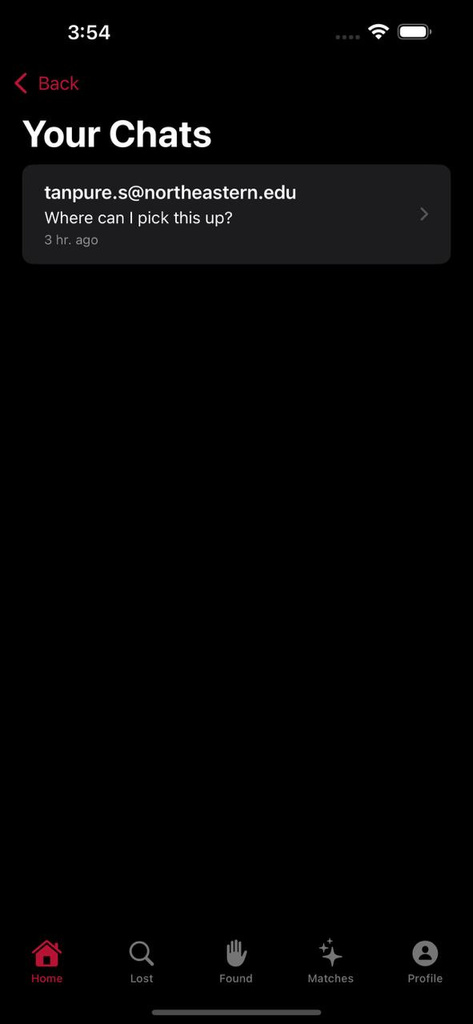 3:54
Back
Your Chats
tanpure.s@northeastern.edu
Where can I pick this up?
3 hr. ago
Home
Lost
Found
Matches
Profile